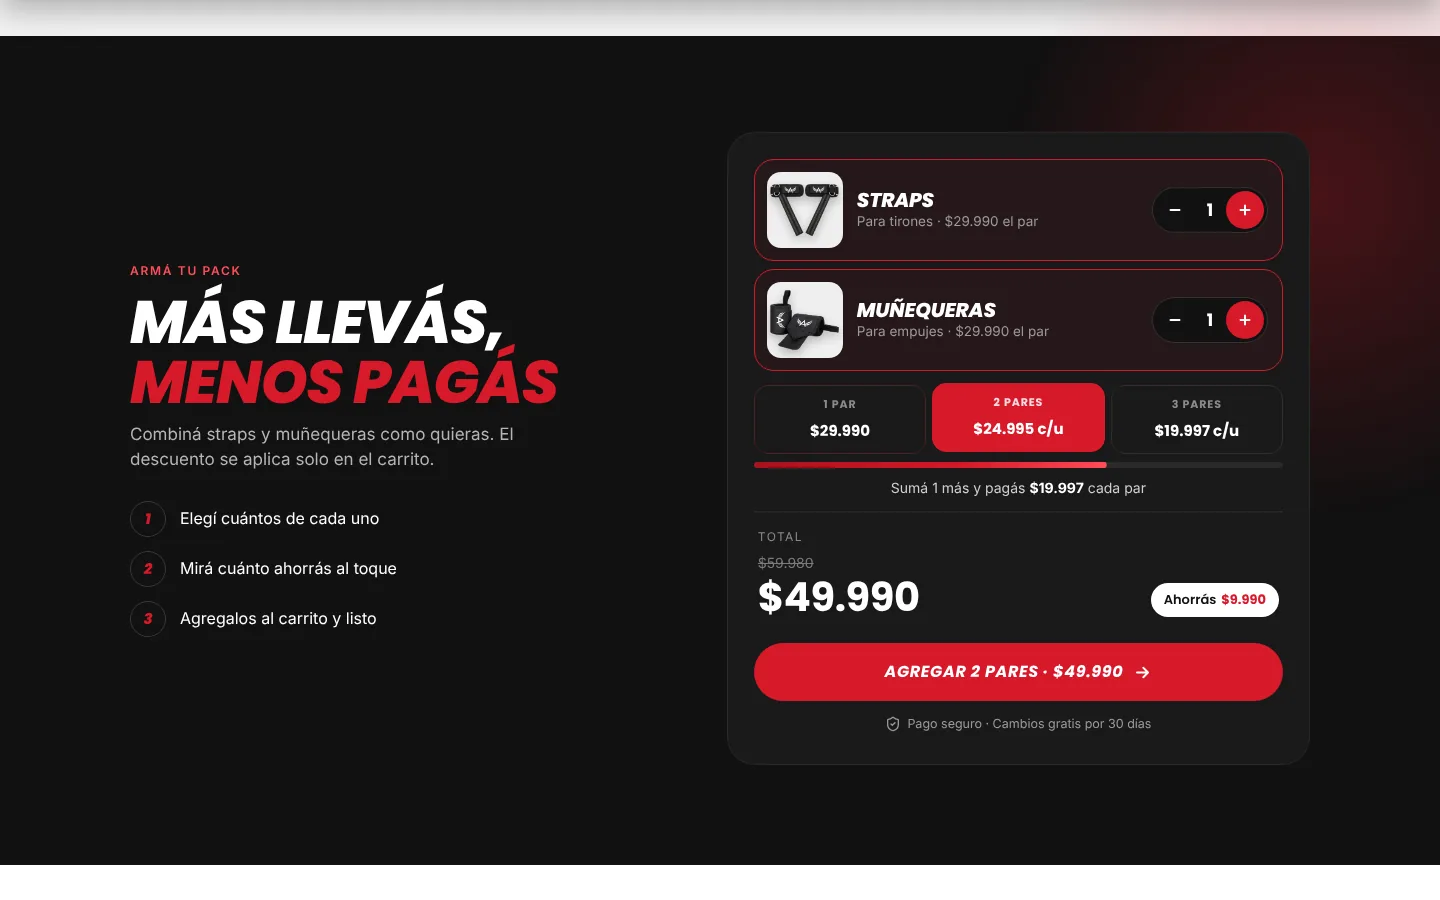 ARMÁ TU PACK
MÁS LLEVÁS,
MENOS PAGÁS
Combiná straps y muñequeras como quieras. El
descuento se aplica solo en el carrito.
1 Elegí cuántos de cada uno
2 Mirá cuánto ahorrás al toque
3 Agregalos al carrito y listo
STRAPS
Para tirones · $29.990 el par
− 1 +
MUÑEQUERAS
Para empujes · $29.990 el par
− 1 +
1 PAR
$29.990
2 PARES
$24.995 c/u
3 PARES
$19.997 c/u
Sumá 1 más y pagás $19.997 cada par
TOTAL
$59.980
$49.990
Ahorrás $9.990
AGREGAR 2 PARES · $49.990 →
Pago seguro · Cambios gratis por 30 días